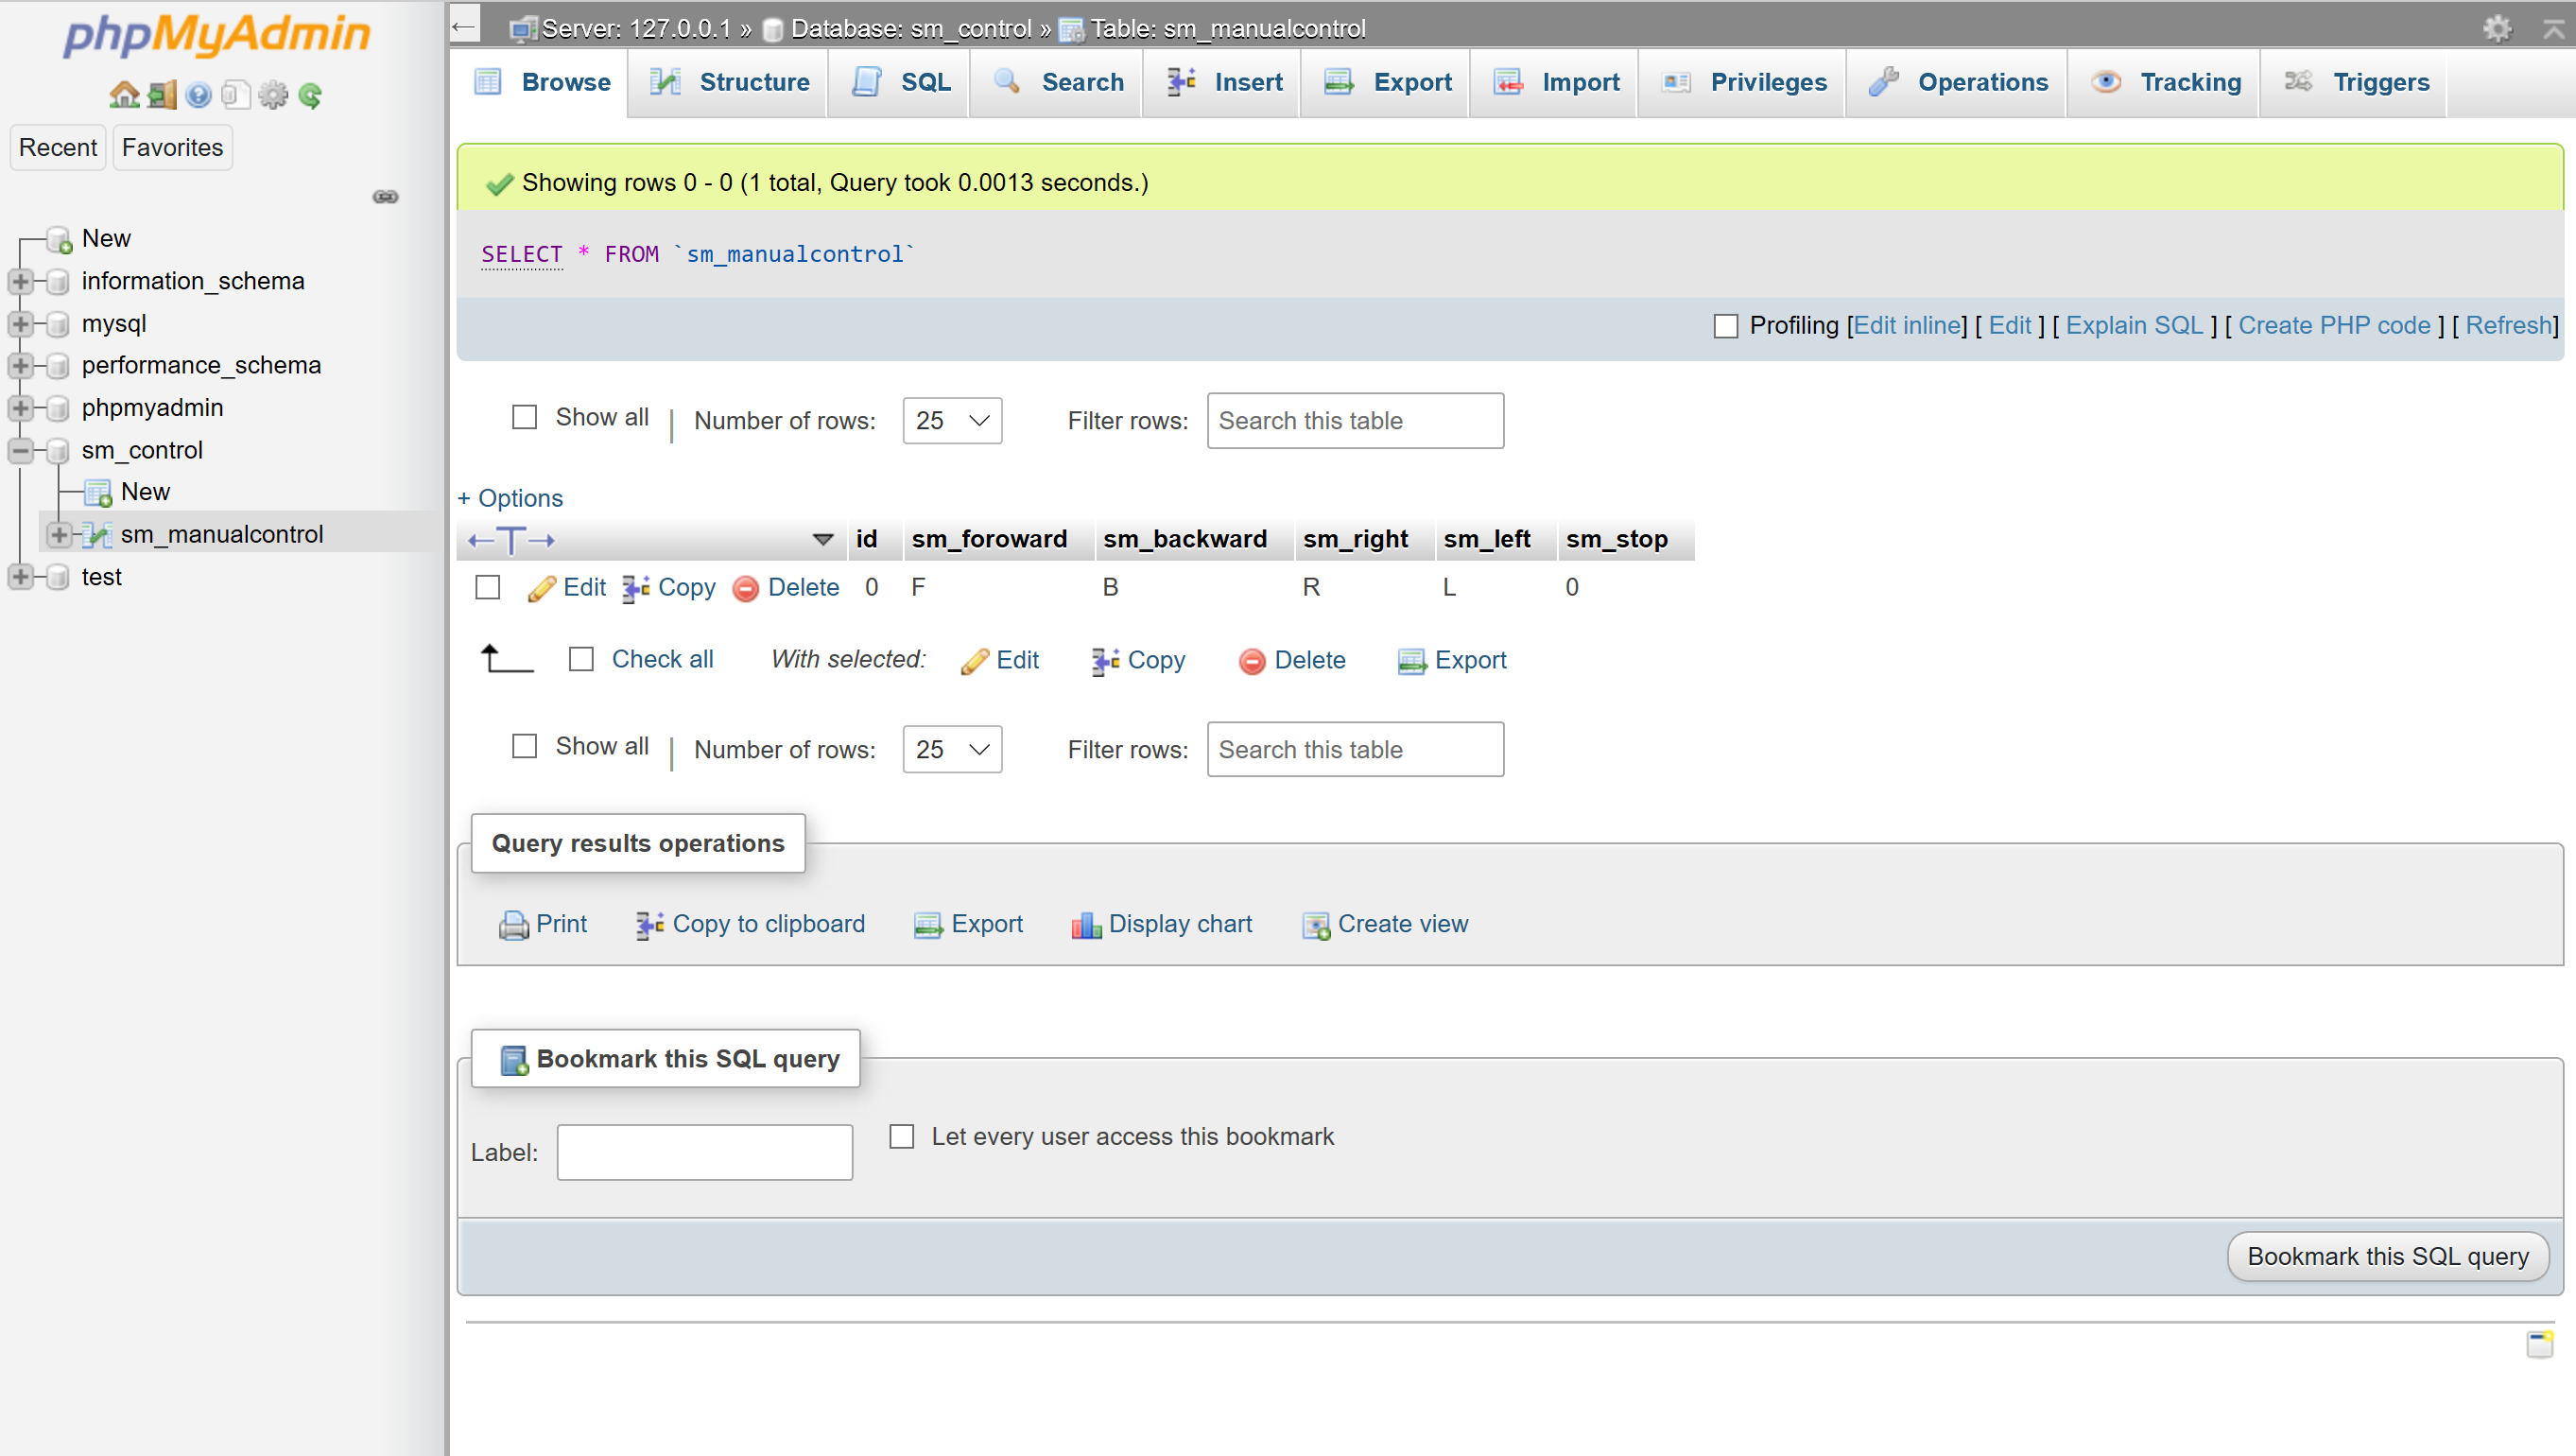 phpMyAdmin
Recent Favorites
New
information_schema
mysql
performance_schema
phpmyadmin
sm_control
New
sm_manualcontrol
test
Server: 127.0.0.1 » Database: sm_control » Table: sm_manualcontrol
Browse Structure SQL Search Insert Export Import Privileges Operations Tracking Triggers
Showing rows 0 - 0 (1 total, Query took 0.0013 seconds.)
SELECT * FROM `sm_manualcontrol`
Profiling [Edit inline] [ Edit ] [ Explain SQL ] [ Create PHP code ] [ Refresh]
Show all | Number of rows: 25 Filter rows: Search this table
+ Options
←T→ id sm_foroward sm_backward sm_right sm_left sm_stop
Edit Copy Delete 0 F B R L 0
Check all With selected: Edit Copy Delete Export
Show all | Number of rows: 25 Filter rows: Search this table
Query results operations
Print Copy to clipboard Export Display chart Create view
Bookmark this SQL query
Label: Let every user access this bookmark
Bookmark this SQL query